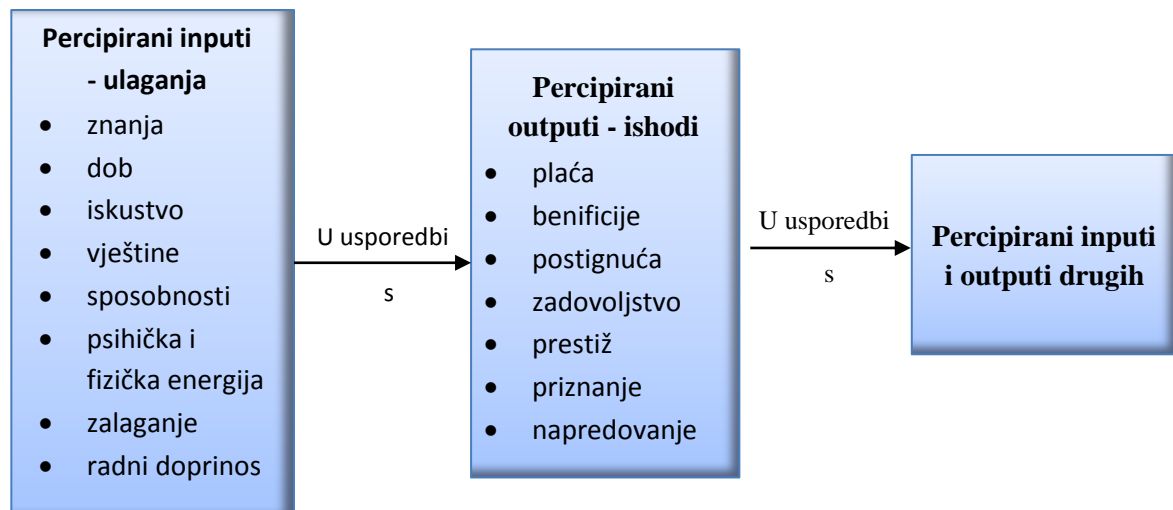 Percipirani inputi
- ulaganja
• znanja
• dob
• iskustvo
• vještine
• sposobnosti
• psihička i
fizička energija
• zalaganje
• radni doprinos
U usporedbi
s
Percipirani
outputi - ishodi
• plaća
• benificije
• postignuća
• zadovoljstvo
• prestiž
• priznanje
• napredovanje
U usporedbi
s
Percipirani inputi
i outputi drugih